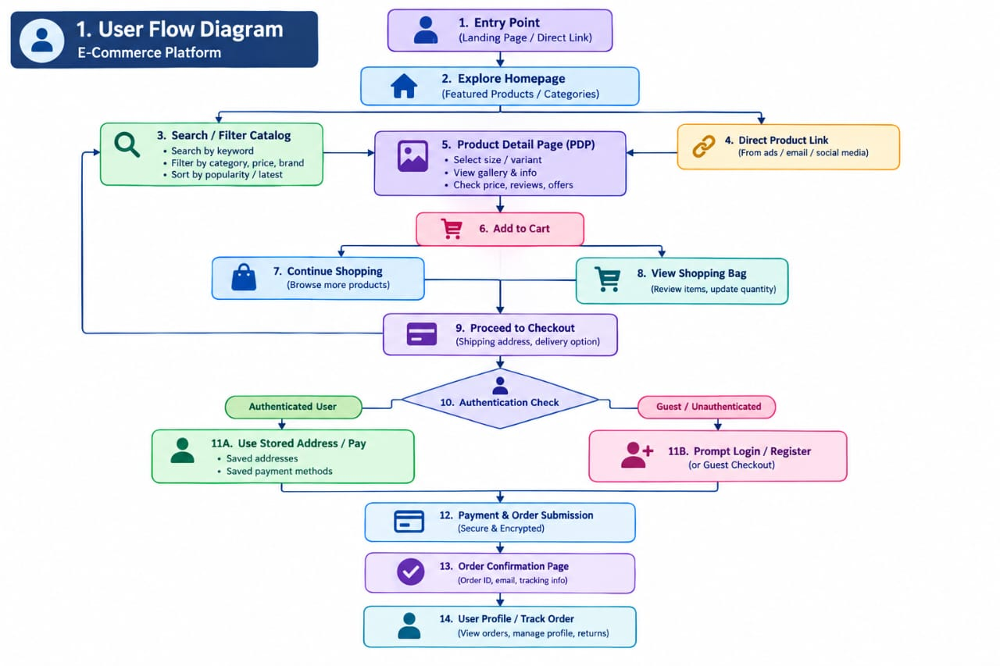 1. User Flow Diagram
E-Commerce Platform
1. Entry Point
(Landing Page / Direct Link)
2. Explore Homepage
(Featured Products / Categories)
3. Search / Filter Catalog
• Search by keyword
• Filter by category, price, brand
• Sort by popularity / latest
5. Product Detail Page (PDP)
• Select size / variant
• View gallery & info
• Check price, reviews, offers
4. Direct Product Link
(From ads / email / social media)
6. Add to Cart
7. Continue Shopping
(Browse more products)
8. View Shopping Bag
(Review items, update quantity)
9. Proceed to Checkout
(Shipping address, delivery option)
10. Authentication Check
Authenticated User
Guest / Unauthenticated
11A. Use Stored Address / Pay
• Saved addresses
• Saved payment methods
11B. Prompt Login / Register
(or Guest Checkout)
12. Payment & Order Submission
(Secure & Encrypted)
13. Order Confirmation Page
(Order ID, email, tracking info)
14. User Profile / Track Order
(View orders, manage profile, returns)